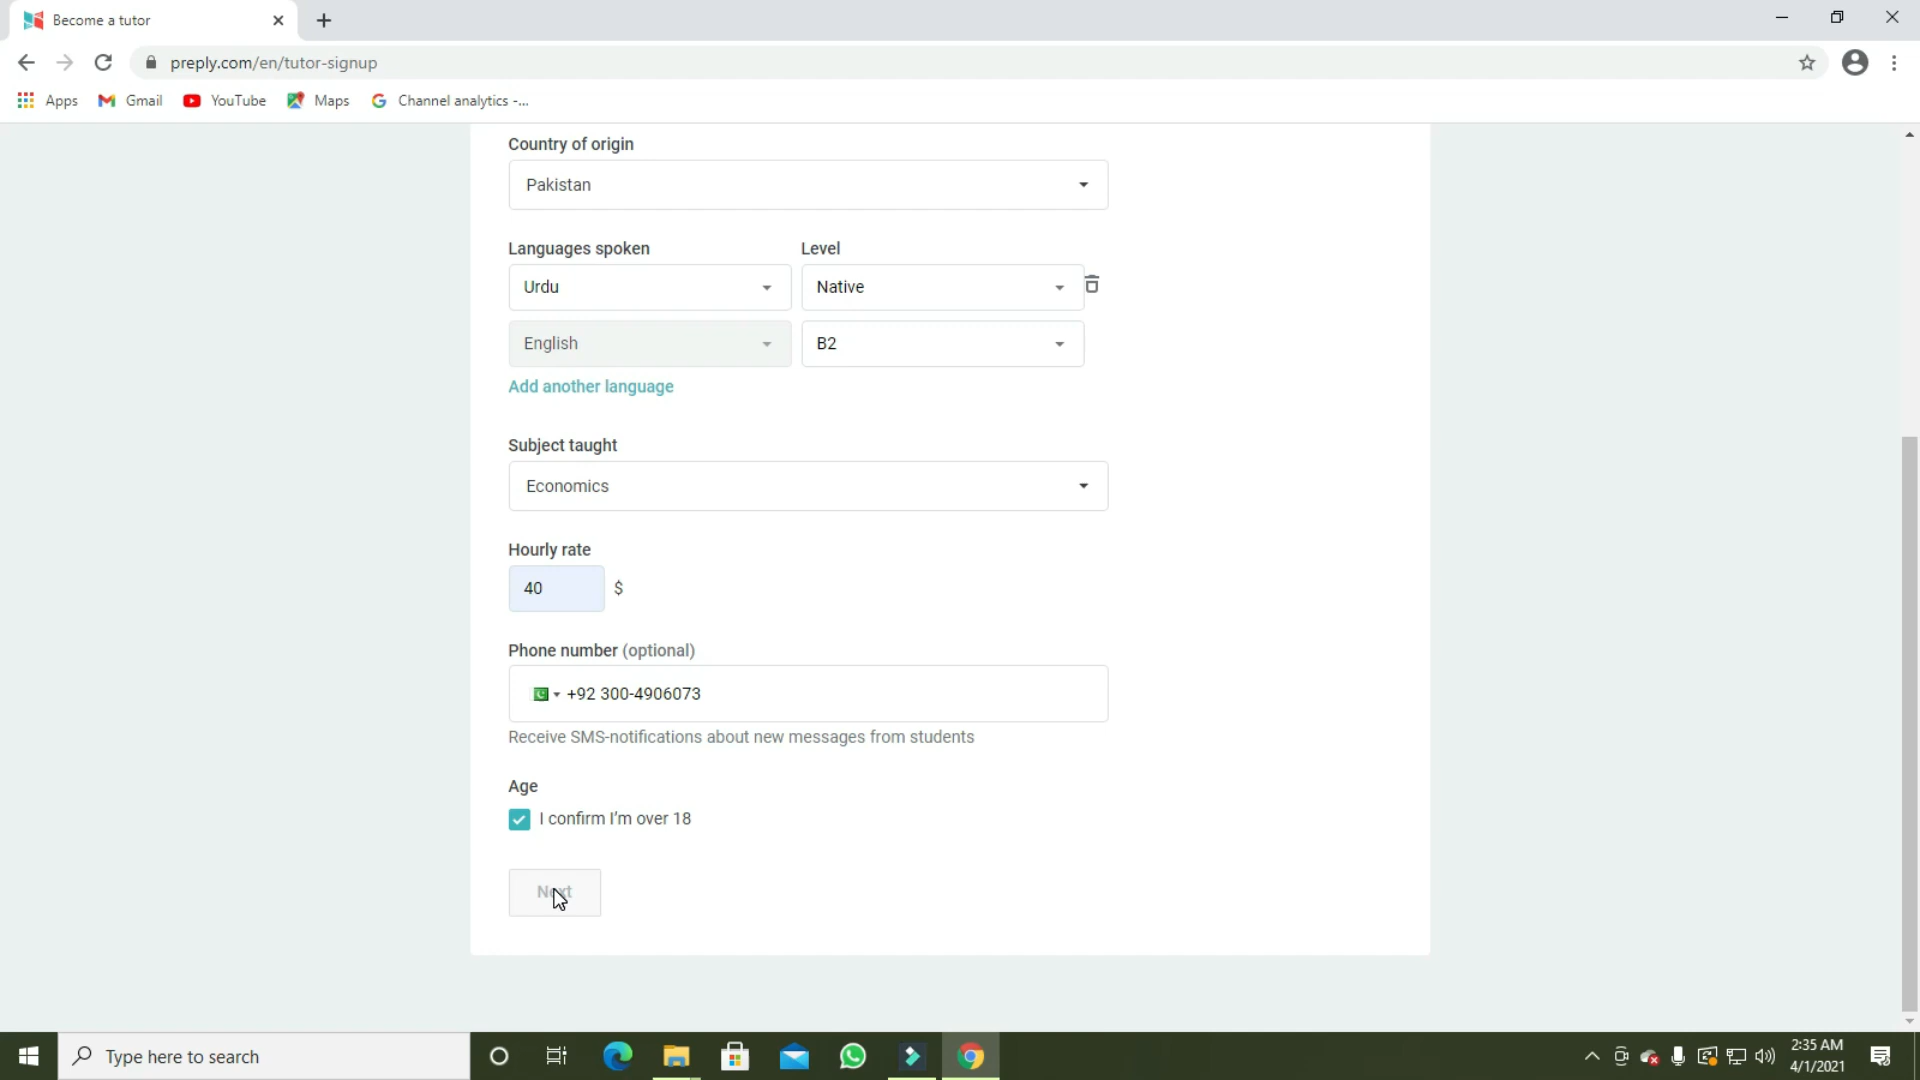 Become a tutor
preply.com/en/tutor-signup
Apps Gmail YouTube Maps Channel analytics -...
Country of origin
Pakistan
Languages spoken Level
Urdu Native
English B2
Add another language
Subject taught
Economics
Hourly rate
40 $
Phone number (optional)
+92 300-4906073
Receive SMS-notifications about new messages from students
Age
I confirm I'm over 18
Next
Type here to search
2:35 AM
4/1/2021